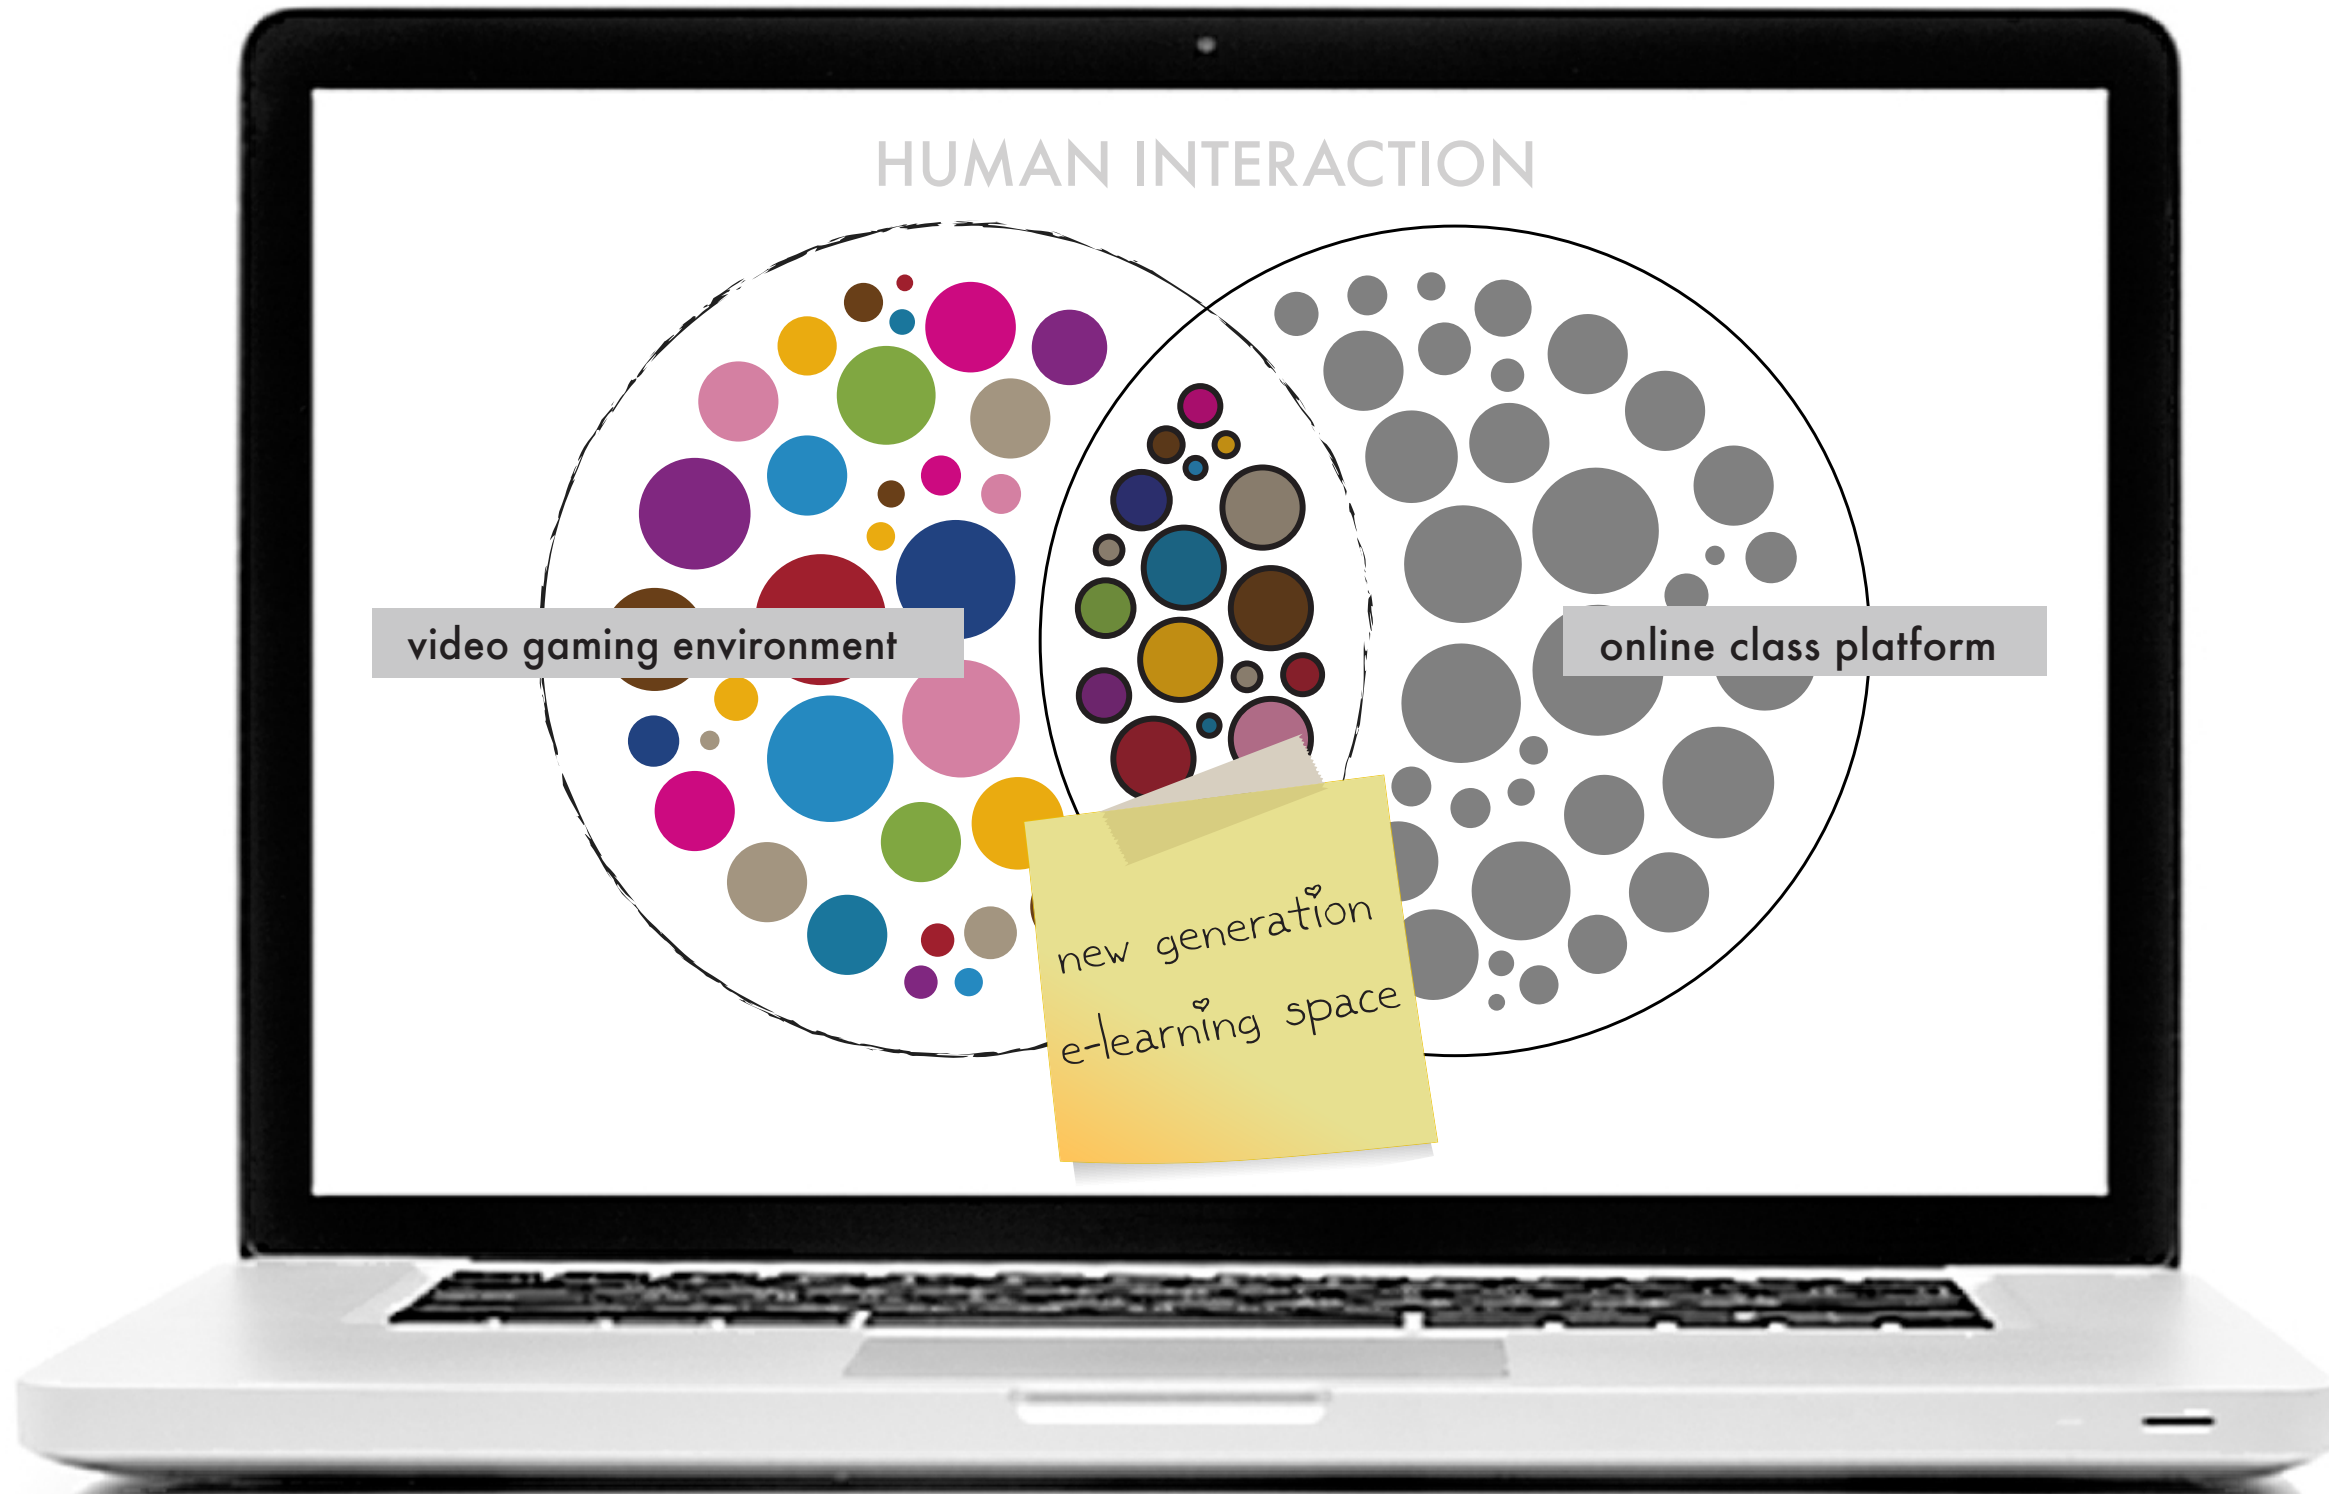 HUMAN INTERACTION
video gaming environment
online class platform
new generation
e-learning space